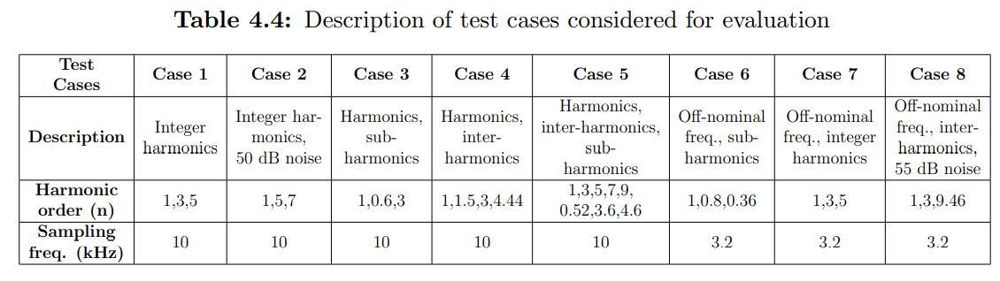 Table 4.4: Description of test cases considered for evaluation
Test Cases | Case 1 | Case 2 | Case 3 | Case 4 | Case 5 | Case 6 | Case 7 | Case 8
Description | Integer harmonics | Integer har-monics, 50 dB noise | Harmonics, sub-harmonics | Harmonics, inter-harmonics | Harmonics, inter-harmonics, sub-harmonics | Off-nominal freq., sub-harmonics | Off-nominal freq., integer harmonics | Off-nominal freq., inter-harmonics, 55 dB noise
Harmonic order (n) | 1,3,5 | 1,5,7 | 1,0.6,3 | 1,1.5,3,4.44 | 1,3,5,7,9, 0.52,3.6,4.6 | 1,0.8,0.36 | 1,3,5 | 1,3,9.46
Sampling freq. (kHz) | 10 | 10 | 10 | 10 | 10 | 3.2 | 3.2 | 3.2